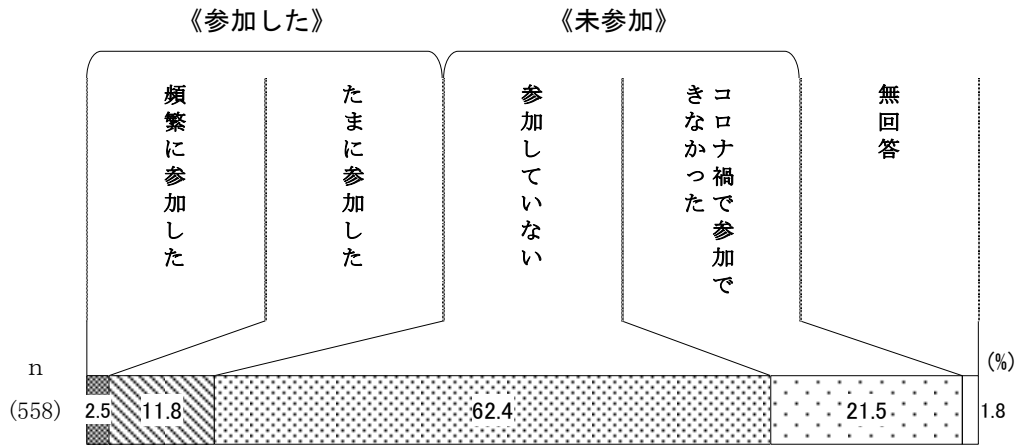 《参加した》
《未参加》
頻繁に参加した
たまに参加した
参加していない
コロナ禍で参加で
きなかった
無回答
n
(%)
(558)
2.5
11.8
62.4
21.5
1.8